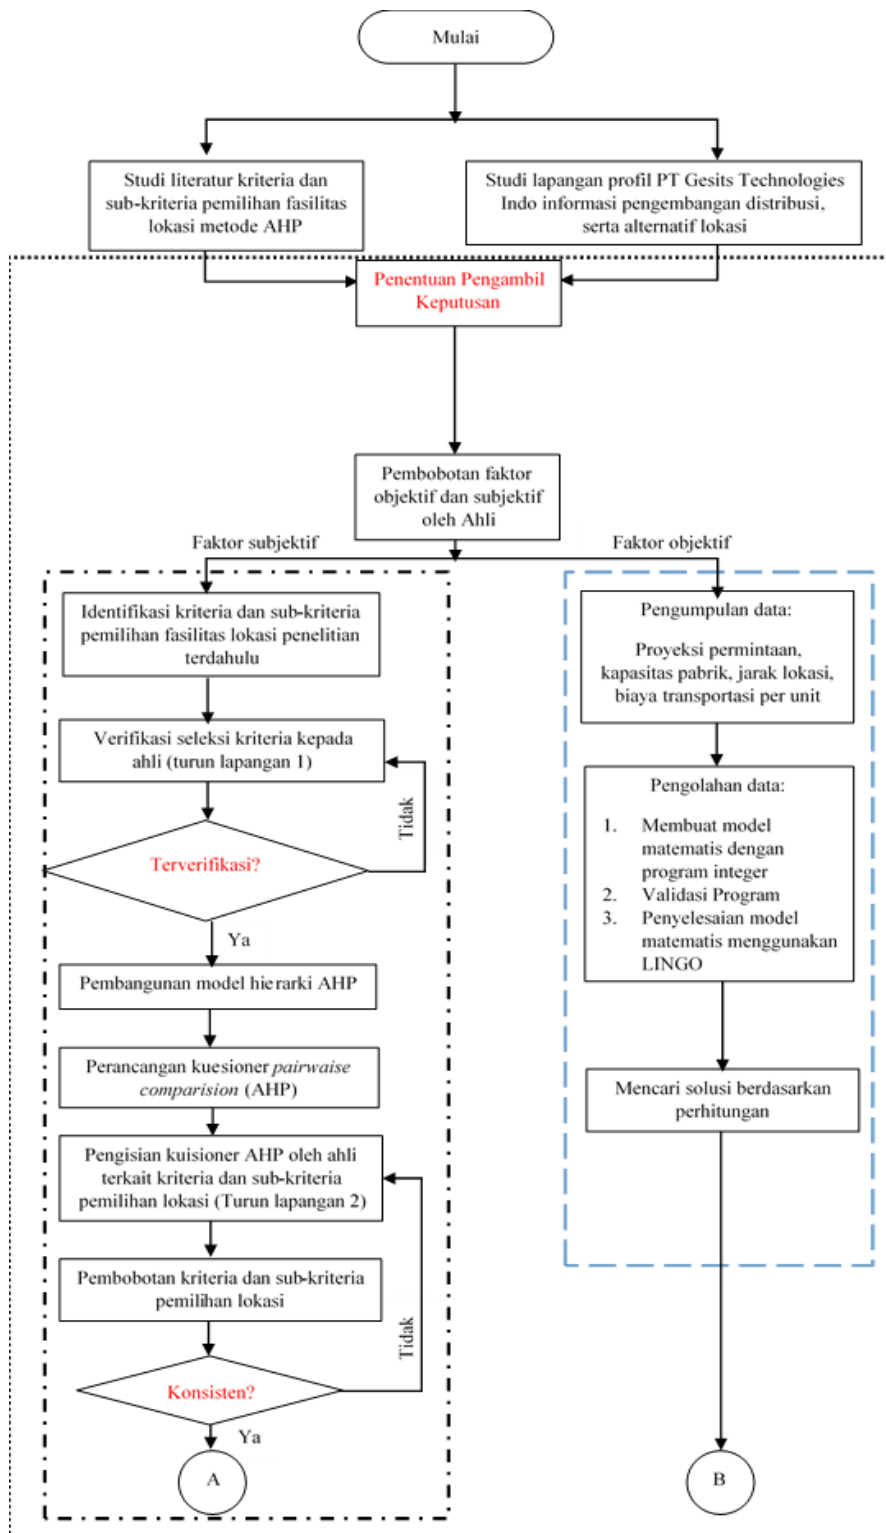 Mulai
Studi literatur kriteria dan
sub-kriteria pemilihan fasilitas
lokasi metode AHP
Studi lapangan profil PT Gesits Technologies
Indo informasi pengembangan distribusi,
serta alternatif lokasi
Penentuan Pengambil
Keputusan
Pembobotan faktor
objektif dan subjektif
oleh Ahli
Faktor subjektif
Faktor objektif
Identifikasi kriteria dan sub-kriteria
pemilihan fasilitas lokasi penelitian
terdahulu
Verifikasi seleksi kriteria kepada
ahli (turun lapangan 1)
Tidak
Terverifikasi?
Ya
Pembangunan model hierarki AHP
Perancangan kuesioner pairwaise
comparision (AHP)
Pengisian kuisioner AHP oleh ahli
terkait kriteria dan sub-kriteria
pemilihan lokasi (Turun lapangan 2)
Pembobotan kriteria dan sub-kriteria
pemilihan lokasi
Tidak
Konsisten?
Ya
A
Pengumpulan data:
Proyeksi permintaan,
kapasitas pabrik, jarak lokasi,
biaya transportasi per unit
Pengolahan data:
1. Membuat model
matematis dengan
program integer
2. Validasi Program
3. Penyelesaian model
matematis menggunakan
LINGO
Mencari solusi berdasarkan
perhitungan
B